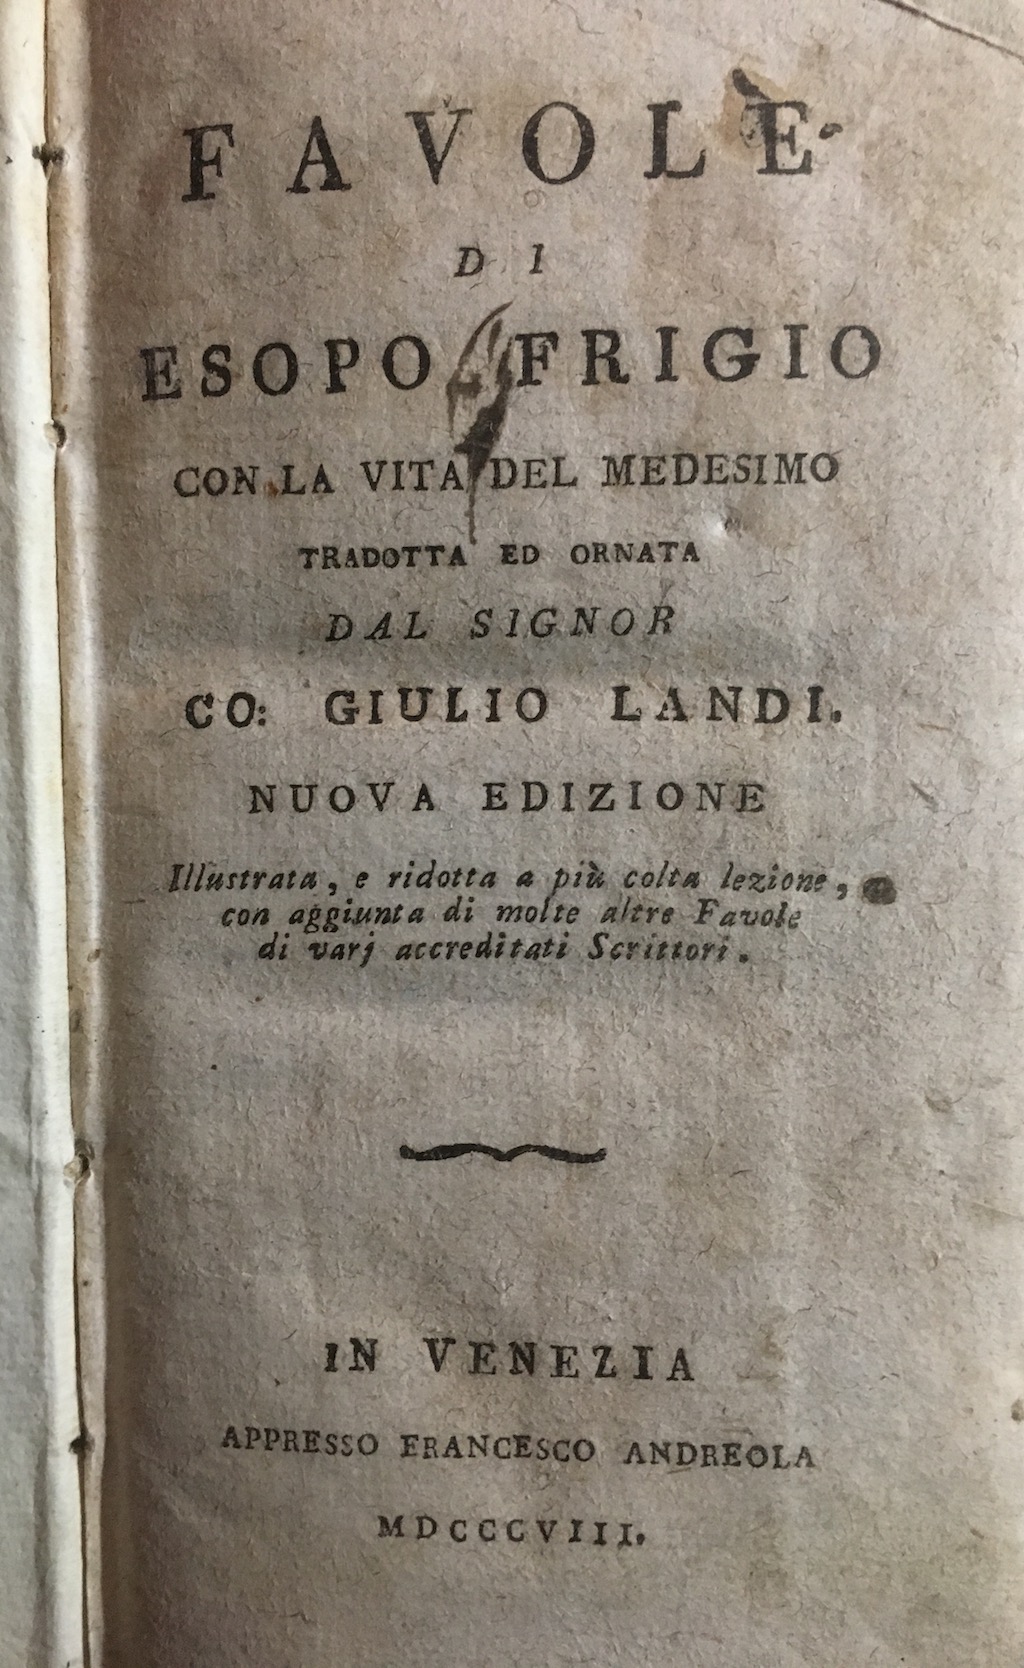 FAVOLE
DI
ESOPO FRIGIO
CON LA VITA DEL MEDESIMO
TRADOTTA ED ORNATA
DAL SIGNOR
CO: GIULIO LANDI.
NUOVA EDIZIONE
Illustrata, e ridotta a più colta lezione,
con aggiunta di molte altre Favole
di varj accreditati Scrittori.
IN VENEZIA
APPRESSO FRANCESCO ANDREOLA
MDCCCVIII.